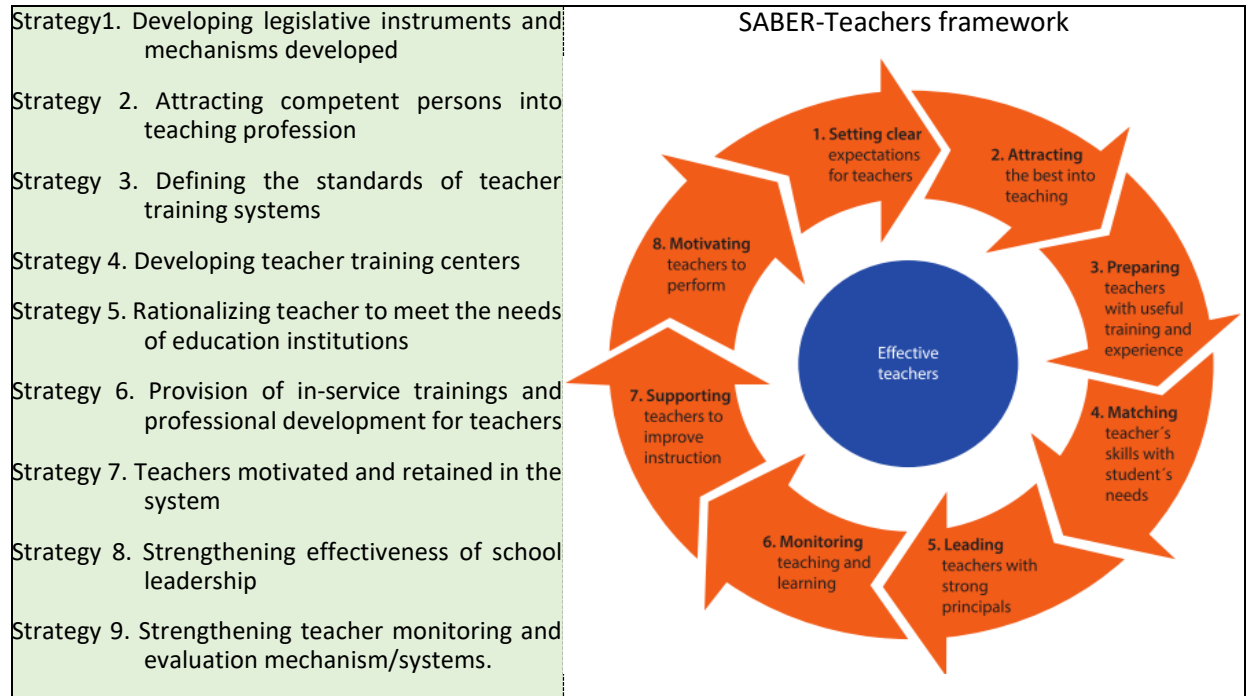 Strategy1. Developing legislative instruments and
mechanisms developed
Strategy 2. Attracting competent persons into
teaching profession
Strategy 3. Defining the standards of teacher
training systems
Strategy 4. Developing teacher training centers
Strategy 5. Rationalizing teacher to meet the needs
of education institutions
Strategy 6. Provision of in-service trainings and
professional development for teachers
Strategy 7. Teachers motivated and retained in the
system
Strategy 8. Strengthening effectiveness of school
leadership
Strategy 9. Strengthening teacher monitoring and
evaluation mechanism/systems.
SABER-Teachers framework
1. Setting clear
expectations
for teachers
2. Attracting
the best into
teaching
3. Preparing
teachers
with useful
training and
experience
4. Matching
teacher´s
skills with
student´s
needs
5. Leading
teachers with
strong
principals
6. Monitoring
teaching and
learning
7. Supporting
teachers to
improve
instruction
8. Motivating
teachers to
perform
Effective
teachers